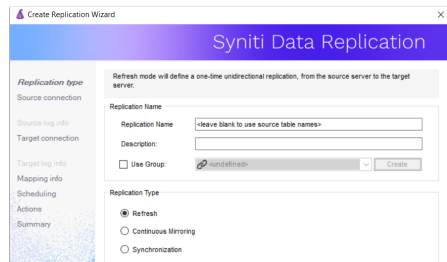 Create Replication Wizard
Syniti Data Replication
Replication type
Source connection
Source log info
Target connection
Target log info
Mapping info
Scheduling
Actions
Summary
Refresh mode will define a one-time unidirectional replication, from the source server to the target
server.
Replication Name
Replication Name
<leave blank to use source table names>
Description:
Use Group:
<undefined>
Create
Replication Type
Refresh
Continuous Mirroring
Synchronization